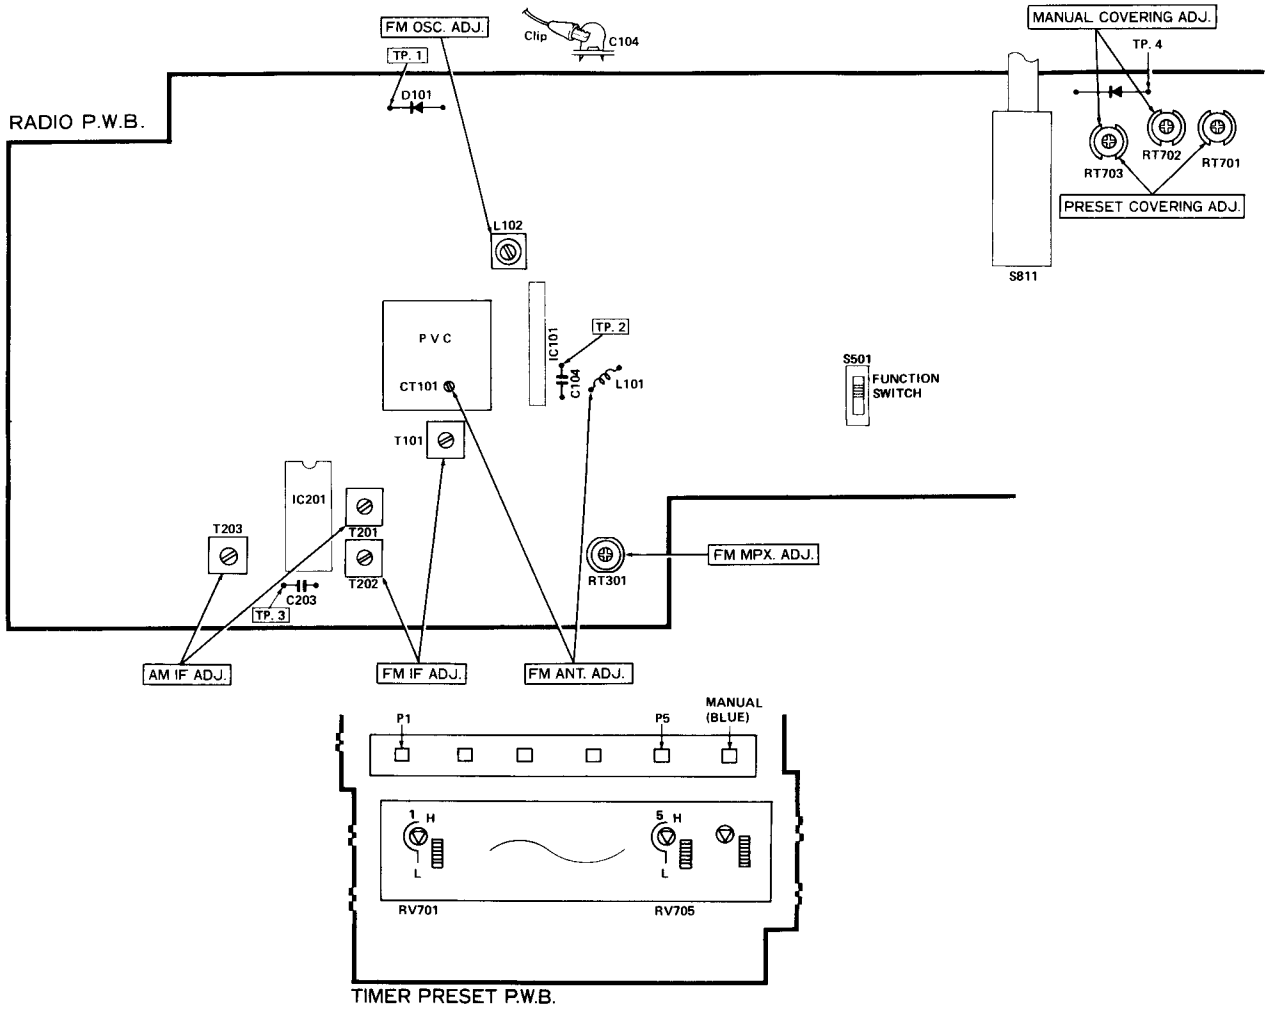 FM OSC. ADJ.
Clip
C104
MANUAL COVERING ADJ.
TP. 1
TP. 4
D101
RADIO P.W.B.
RT702
RT701
RT703
PRESET COVERING ADJ.
L102
S811
PVC
IC101
TP. 2
C104
L101
CT101
S501
FUNCTION
SWITCH
T101
IC201
T203
T201
T202
C203
TP. 3
RT301
FM MPX. ADJ.
AM IF ADJ.
FM IF ADJ.
FM ANT. ADJ.
P1
P5
MANUAL
(BLUE)
1 H
L
5 H
L
RV701
RV705
TIMER PRESET P.W.B.